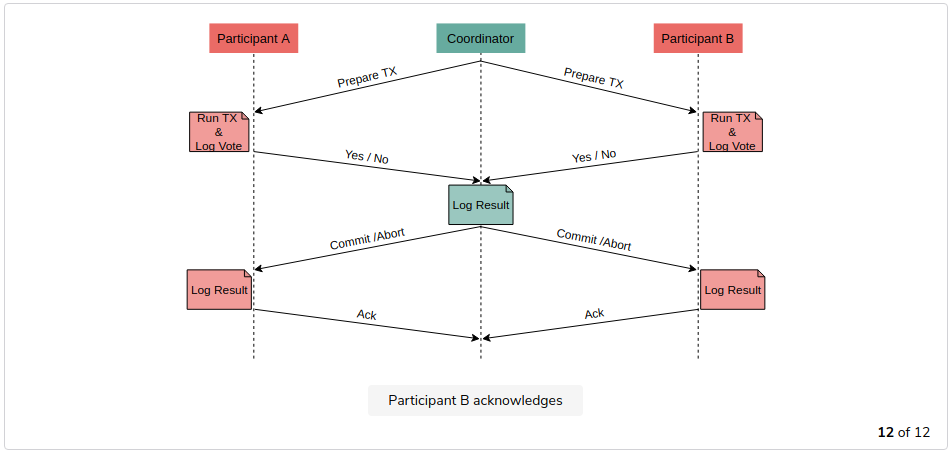 Participant A
Coordinator
Participant B
Prepare TX
Prepare TX
Run TX
&
Log Vote
Run TX
&
Log Vote
Yes / No
Yes / No
Log Result
Commit /Abort
Commit /Abort
Log Result
Log Result
Ack
Ack
Participant B acknowledges
12 of 12